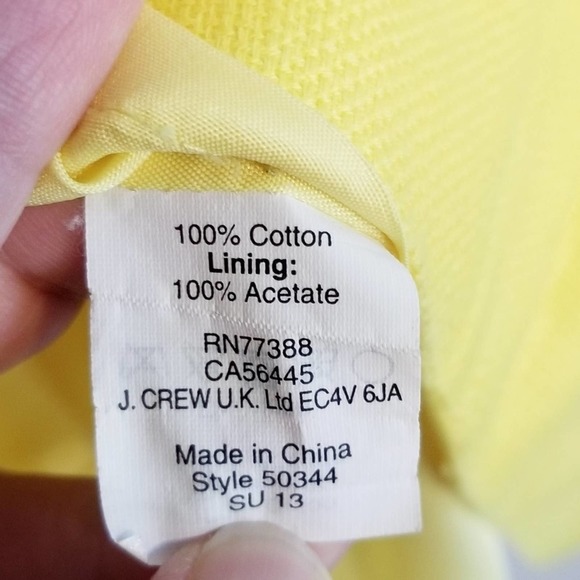 100% Cotton
Lining:
100% Acetate
RN77388
CA56445
J. CREW U.K. Ltd EC4V 6JA
Made in China
Style 50344
SU 13